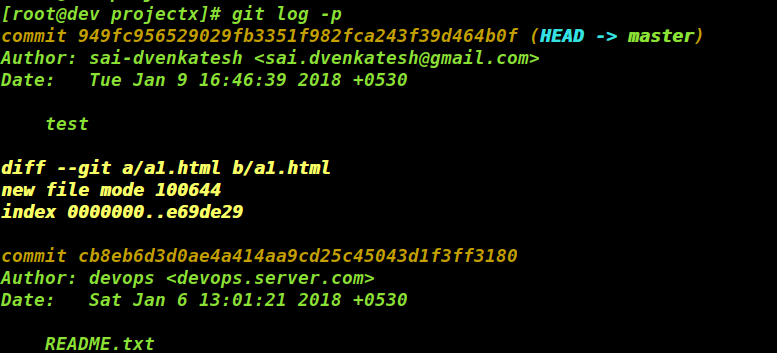 [root@dev projectx]# git log -p
commit 949fc956529029fb3351f982fca243f39d464b0f (HEAD -> master)
Author: sai-dvenkatesh <sai.dvenkatesh@gmail.com>
Date:   Tue Jan 9 16:46:39 2018 +0530
    test
diff --git a/a1.html b/a1.html
new file mode 100644
index 0000000..e69de29
commit cb8eb6d3d0ae4a414aa9cd25c45043d1f3ff3180
Author: devops <devops.server.com>
Date:   Sat Jan 6 13:01:21 2018 +0530
    README.txt